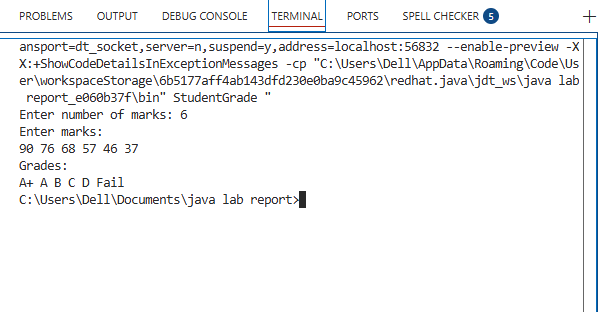 PROBLEMS OUTPUT DEBUG CONSOLE TERMINAL PORTS SPELL CHECKER 5
ansport=dt_socket,server=n,suspend=y,address=localhost:56832 --enable-preview -X
X:+ShowCodeDetailsInExceptionMessages -cp "C:\Users\Dell\AppData\Roaming\Code\Us
er\workspaceStorage\6b5177aff4ab143dfd230e0ba9c45962\redhat.java\jdt_ws\java lab
 report_e060b37f\bin" StudentGrade "
Enter number of marks: 6
Enter marks:
90 76 68 57 46 37
Grades:
A+ A B C D Fail
C:\Users\Dell\Documents\java lab report>